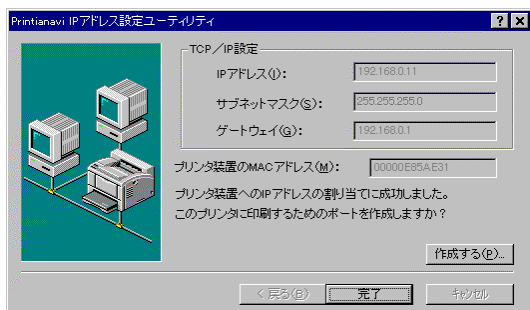 Printianavi IPアドレス設定ユーティリティ
TCP／IP設定
IPアドレス(I): 192.168.0.11
サブネットマスク(S): 255.255.255.0
ゲートウェイ(G): 192.168.0.1
プリンタ装置のMACアドレス(M): 00000E85AE31
プリンタ装置へのIPアドレスの割り当てに成功しました。
このプリンタに印刷するためのポートを作成しますか？
作成する(P)...
< 戻る(B) 完了 キャンセル